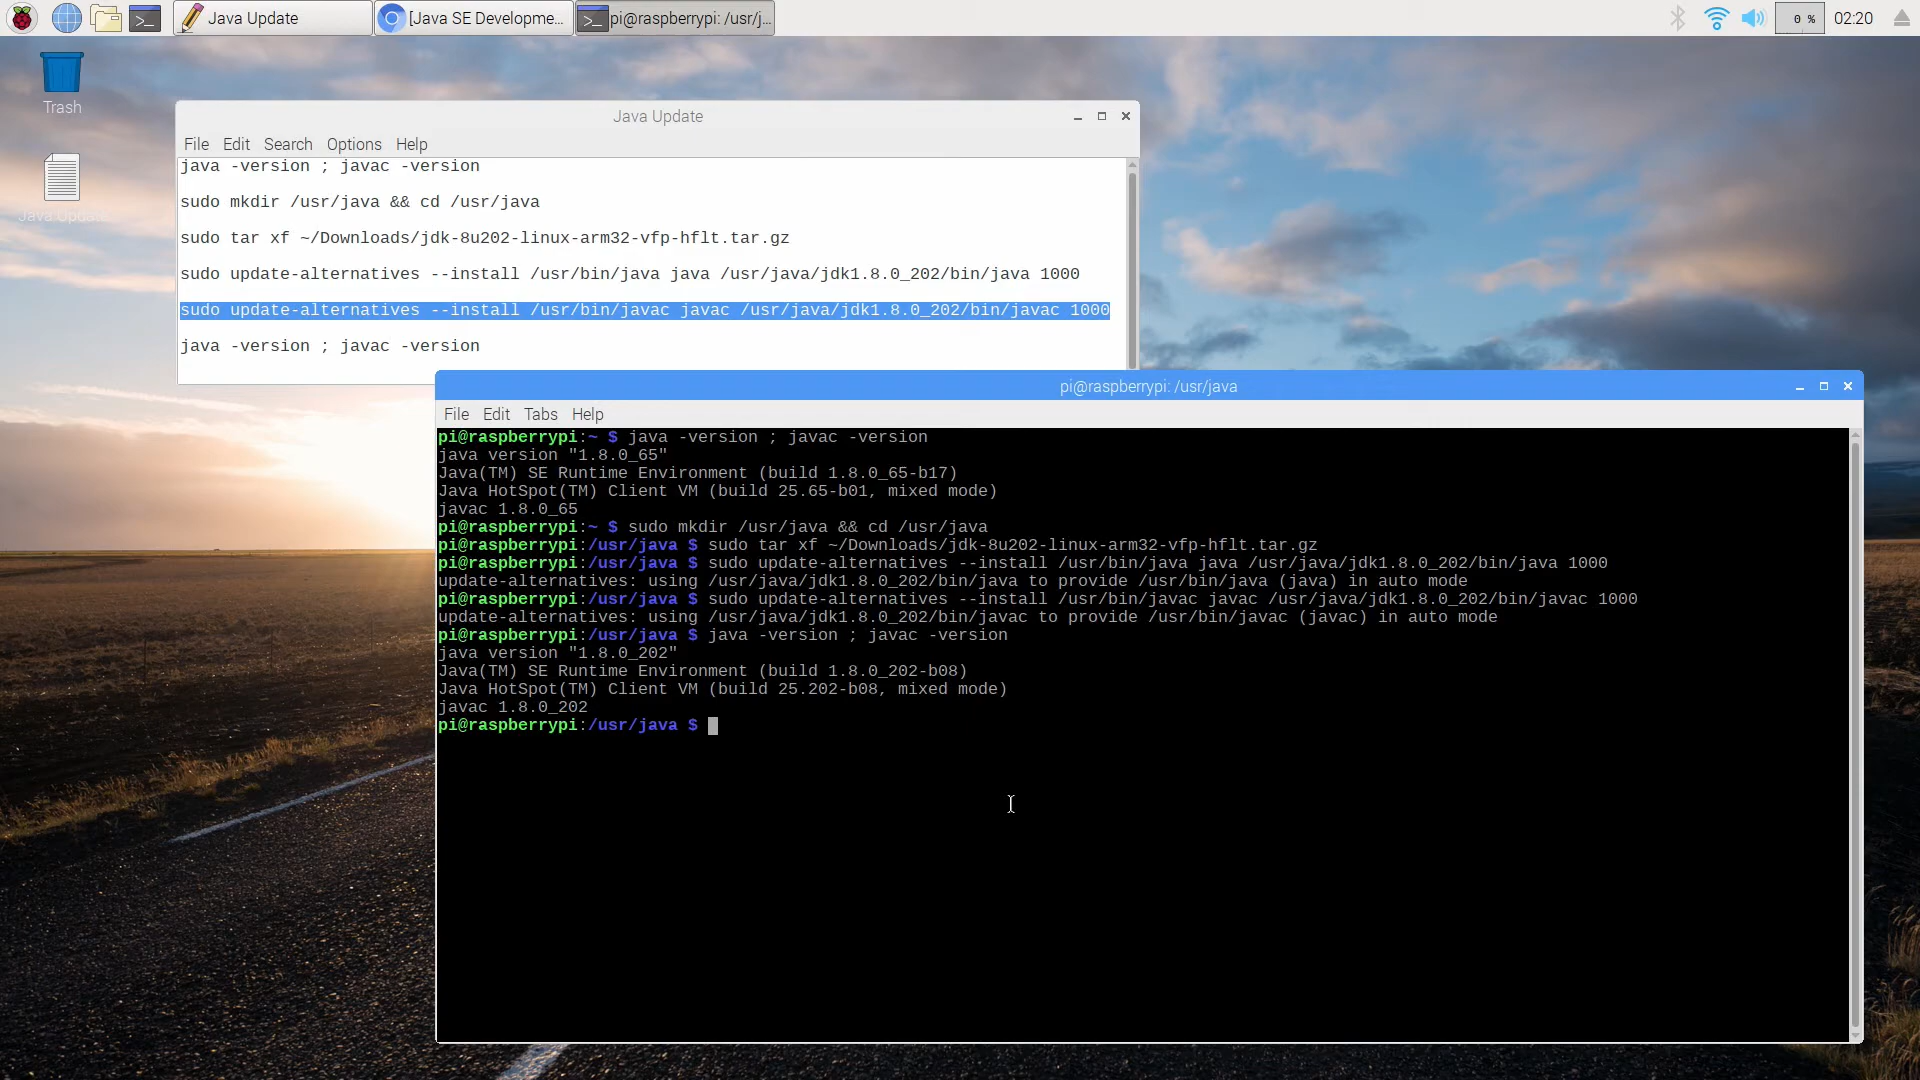 Java Update
[Java SE Developme...
pi@raspberrypi: /usr/j...
0 %
02:20
Trash
Java Update
Java Update
File Edit Search Options Help
java -version ; javac -version
sudo mkdir /usr/java && cd /usr/java
sudo tar xf ~/Downloads/jdk-8u202-linux-arm32-vfp-hflt.tar.gz
sudo update-alternatives --install /usr/bin/java java /usr/java/jdk1.8.0_202/bin/java 1000
sudo update-alternatives --install /usr/bin/javac javac /usr/java/jdk1.8.0_202/bin/javac 1000
java -version ; javac -version
pi@raspberrypi: /usr/java
File Edit Tabs Help
pi@raspberrypi:~ $ java -version ; javac -version
java version "1.8.0_65"
Java(TM) SE Runtime Environment (build 1.8.0_65-b17)
Java HotSpot(TM) Client VM (build 25.65-b01, mixed mode)
javac 1.8.0_65
pi@raspberrypi:~ $ sudo mkdir /usr/java && cd /usr/java
pi@raspberrypi:/usr/java $ sudo tar xf ~/Downloads/jdk-8u202-linux-arm32-vfp-hflt.tar.gz
pi@raspberrypi:/usr/java $ sudo update-alternatives --install /usr/bin/java java /usr/java/jdk1.8.0_202/bin/java 1000
update-alternatives: using /usr/java/jdk1.8.0_202/bin/java to provide /usr/bin/java (java) in auto mode
pi@raspberrypi:/usr/java $ sudo update-alternatives --install /usr/bin/javac javac /usr/java/jdk1.8.0_202/bin/javac 1000
update-alternatives: using /usr/java/jdk1.8.0_202/bin/javac to provide /usr/bin/javac (javac) in auto mode
pi@raspberrypi:/usr/java $ java -version ; javac -version
java version "1.8.0_202"
Java(TM) SE Runtime Environment (build 1.8.0_202-b08)
Java HotSpot(TM) Client VM (build 25.202-b08, mixed mode)
javac 1.8.0_202
pi@raspberrypi:/usr/java $